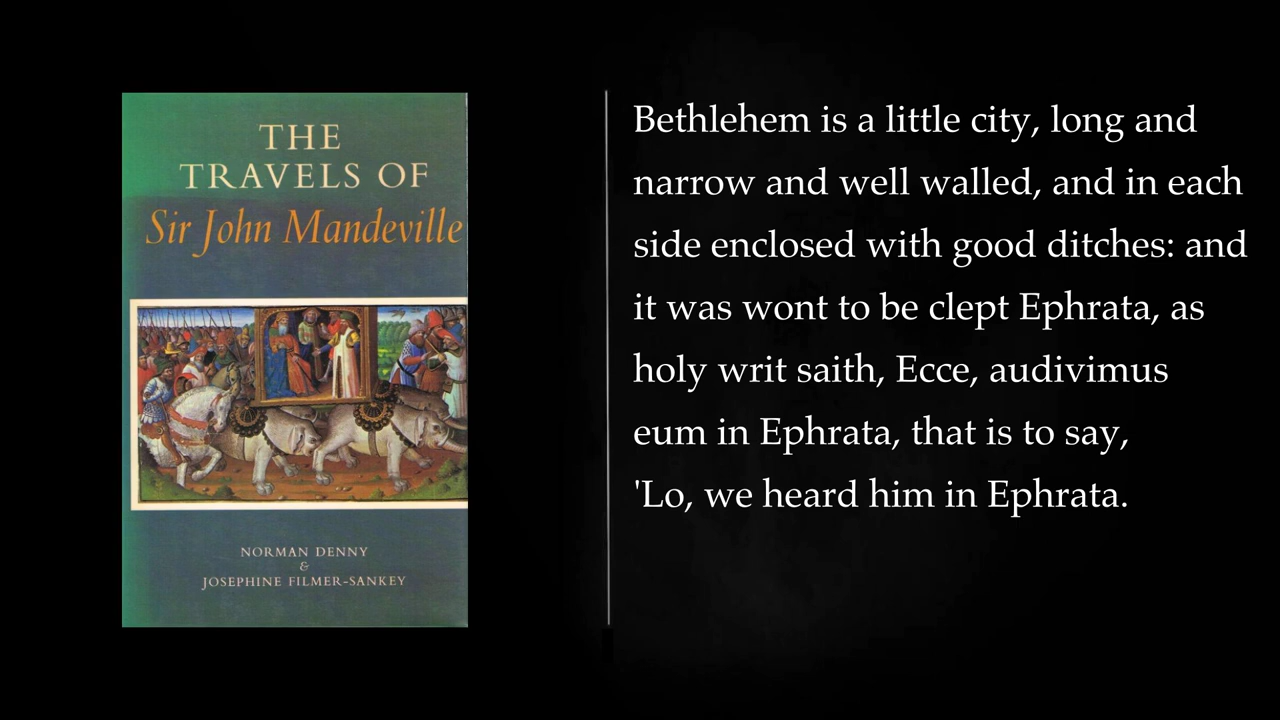 THE
TRAVELS OF
Sir John Mandeville
NORMAN DENNY
&
JOSEPHINE FILMER-SANKEY
Bethlehem is a little city, long and
narrow and well walled, and in each
side enclosed with good ditches: and
it was wont to be clept Ephrata, as
holy writ saith, Ecce, audivimus
eum in Ephrata, that is to say,
'Lo, we heard him in Ephrata.